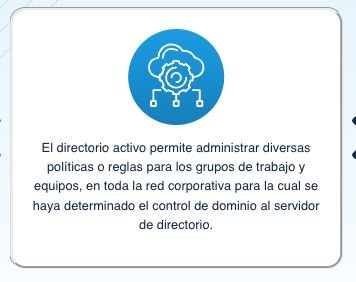 El directorio activo permite administrar diversas
políticas o reglas para los grupos de trabajo y
equipos, en toda la red corporativa para la cual se
haya determinado el control de dominio al servidor
de directorio.